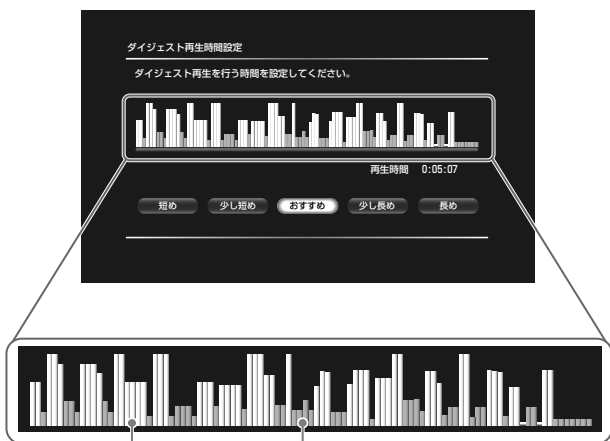 ダイジェスト再生時間設定
ダイジェスト再生を行う時間を設定してください。
再生時間 0:05:07
短め 少し短め おすすめ 少し長め 長め